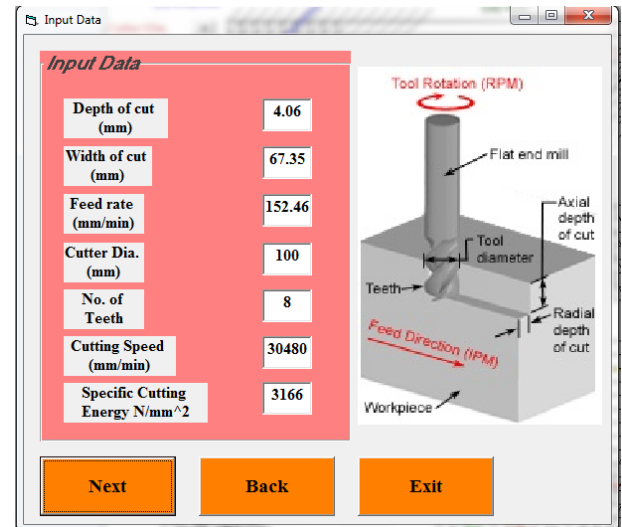 Input Data
Input Data
Depth of cut
(mm)
4.06
Width of cut
(mm)
67.35
Feed rate
(mm/min)
152.46
Cutter Dia.
(mm)
100
No. of
Teeth
8
Cutting Speed
(mm/min)
30480
Specific Cutting
Energy N/mm^2
3166
Tool Rotation (RPM)
Flat end mill
Axial
depth
of cut
Tool
diameter
Teeth
Radial
depth
of cut
Feed Direction (IPM)
Workpiece
Next
Back
Exit